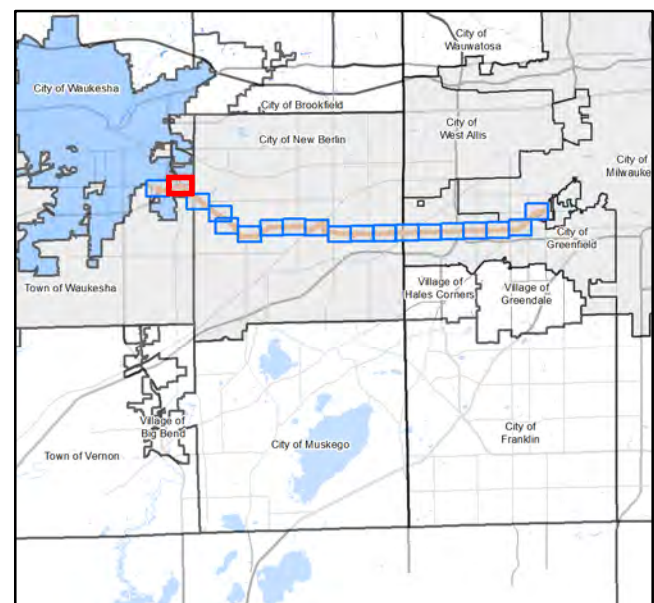 City of
Wauwatosa
City of Waukesha
City of Brookfield
City of
West Allis
City of New Berlin
City of
Milwauke
City of
Greenfield
Town of Waukesha
Village of
Hales Corners
Village of
Greendale
Village of
Big Bend
City of
Franklin
City of Muskego
Town of Vernon